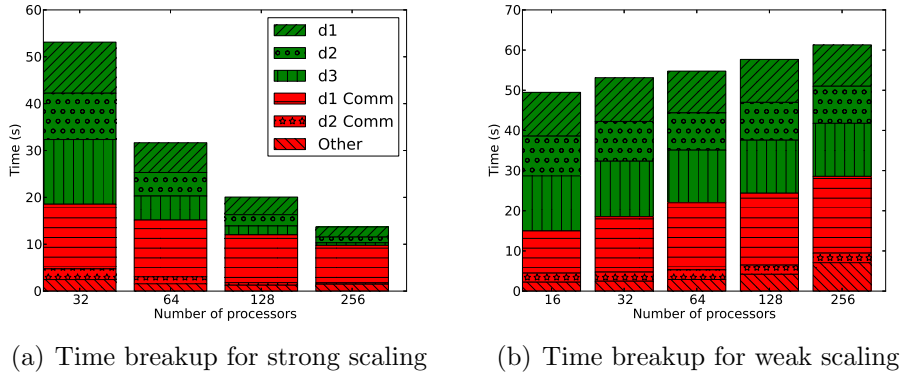 60
50
40
30
20
10
0
Time (s)
32
64
128
256
Number of processors
d1
d2
d3
d1 Comm
d2 Comm
Other
(a) Time breakup for strong scaling
70
60
50
40
30
20
10
0
Time (s)
16
32
64
128
256
Number of processors
(b) Time breakup for weak scaling